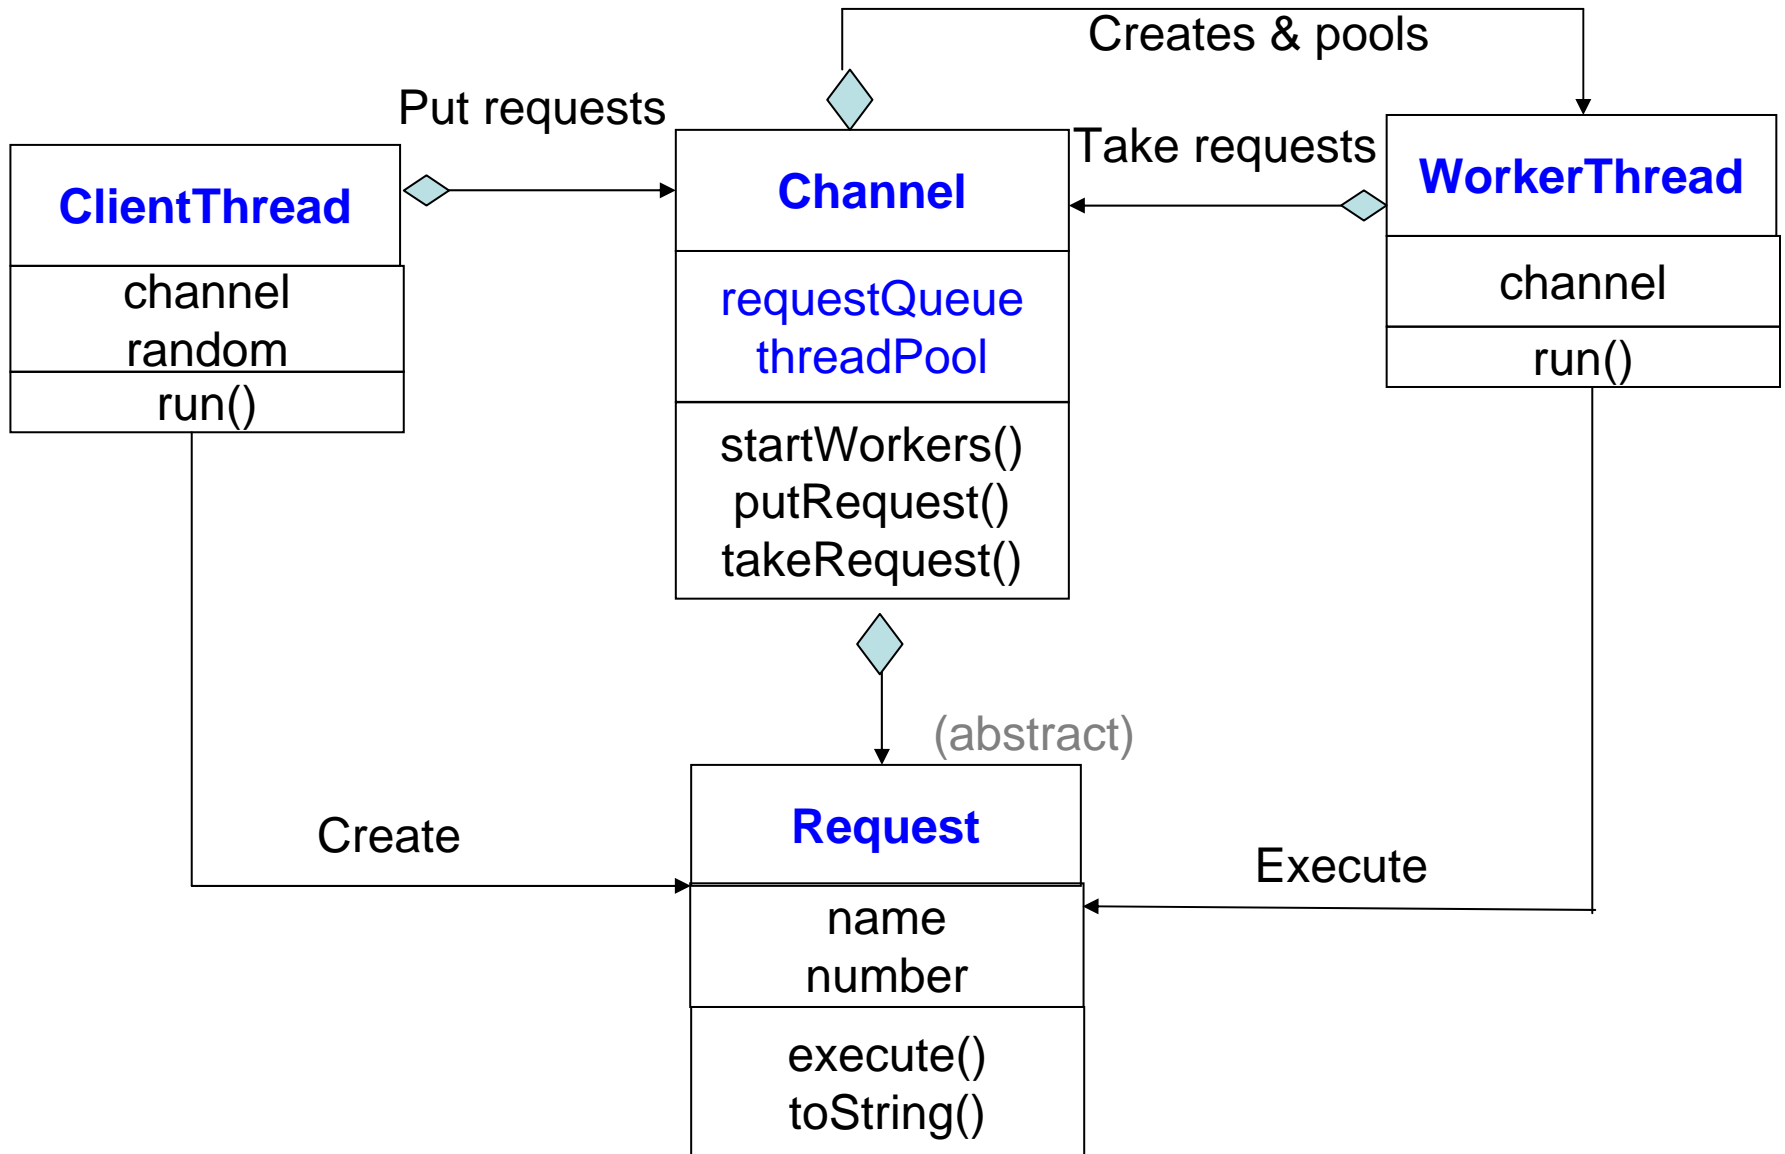 Creates & pools
Put requests
Take requests
ClientThread
channel
random
run()
Channel
requestQueue
threadPool
startWorkers()
putRequest()
takeRequest()
WorkerThread
channel
run()
(abstract)
Create
Request
Execute
name
number
execute()
toString()